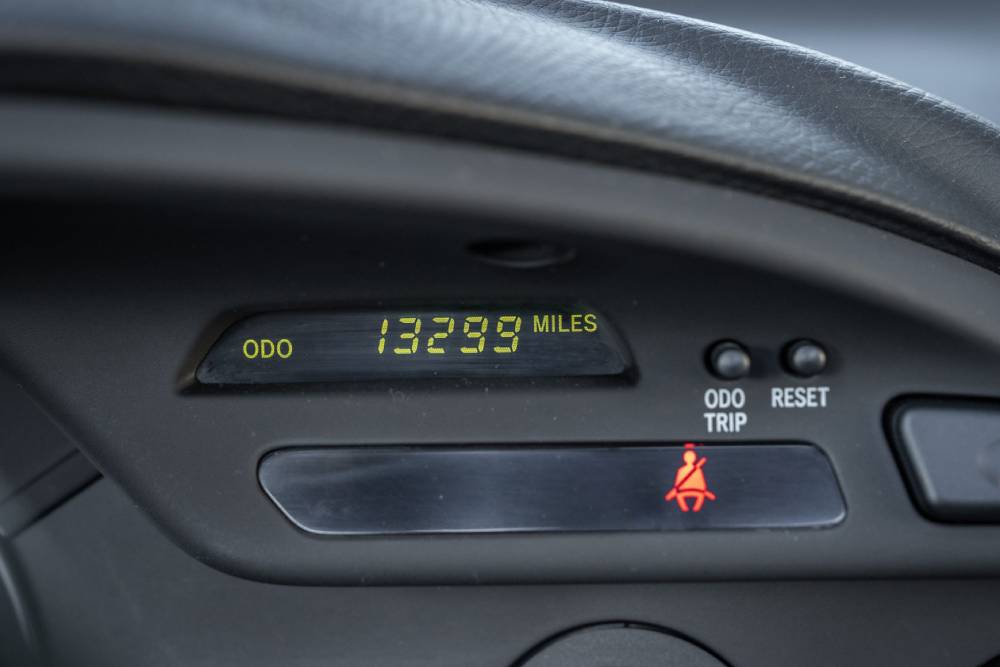 ODO 13299 MILES
ODO TRIP
RESET